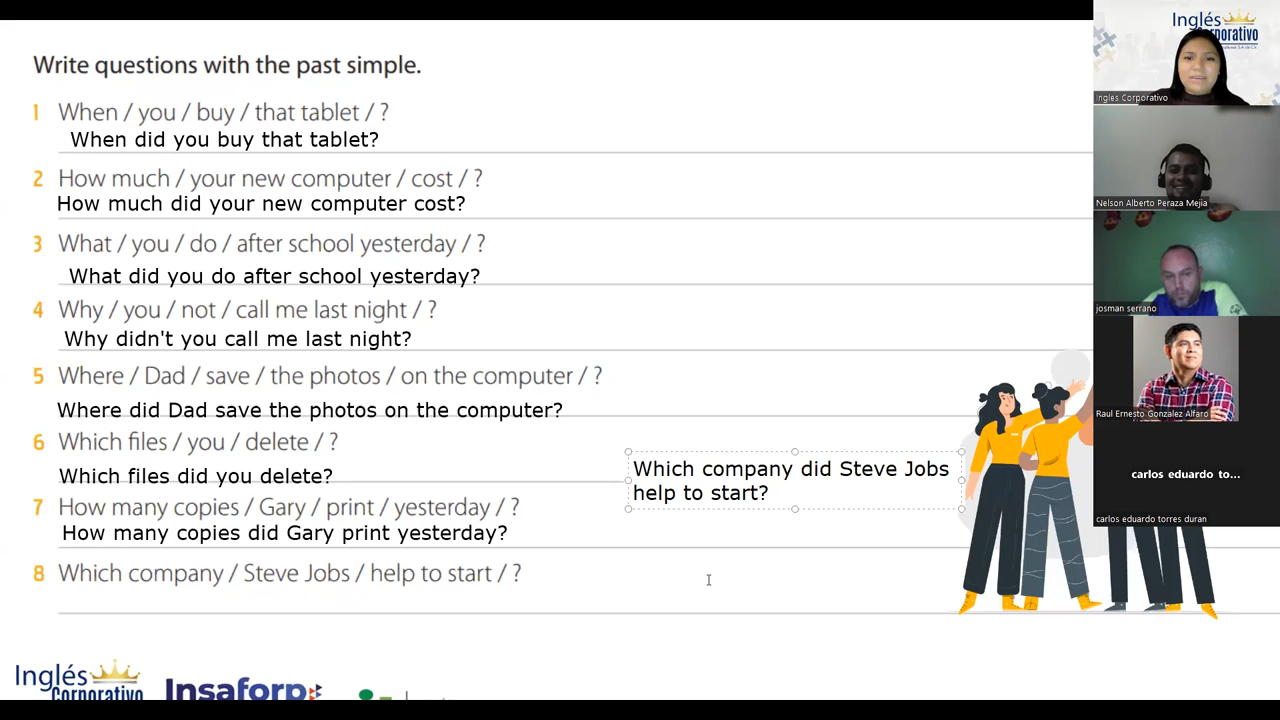 Write questions with the past simple.
1 When / you / buy / that tablet / ?
When did you buy that tablet?
2 How much / your new computer / cost / ?
How much did your new computer cost?
3 What / you / do / after school yesterday / ?
What did you do after school yesterday?
4 Why / you / not / call me last night / ?
Why didn't you call me last night?
5 Where / Dad / save / the photos / on the computer / ?
Where did Dad save the photos on the computer?
6 Which files / you / delete / ?
Which files did you delete?
Which company did Steve Jobs
help to start?
7 How many copies / Gary / print / yesterday / ?
How many copies did Gary print yesterday?
8 Which company / Steve Jobs / help to start / ?
Inglés
Corporativo
Insaforp
Inglés
Corporativo
Ingles Corporativo
Nelson Alberto Peraza Mejia
josman serrano
Raul Ernesto Gonzalez Alfaro
carlos eduardo to...
carlos eduardo torres duran